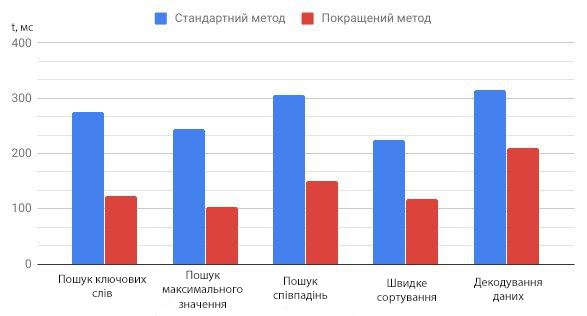 Стандартний метод Покращений метод
t, мс
400
300
200
100
0
Пошук ключових
слів
Пошук
максимального
значення
Пошук
співпадінь
Швидке
сортування
Декодування
даних